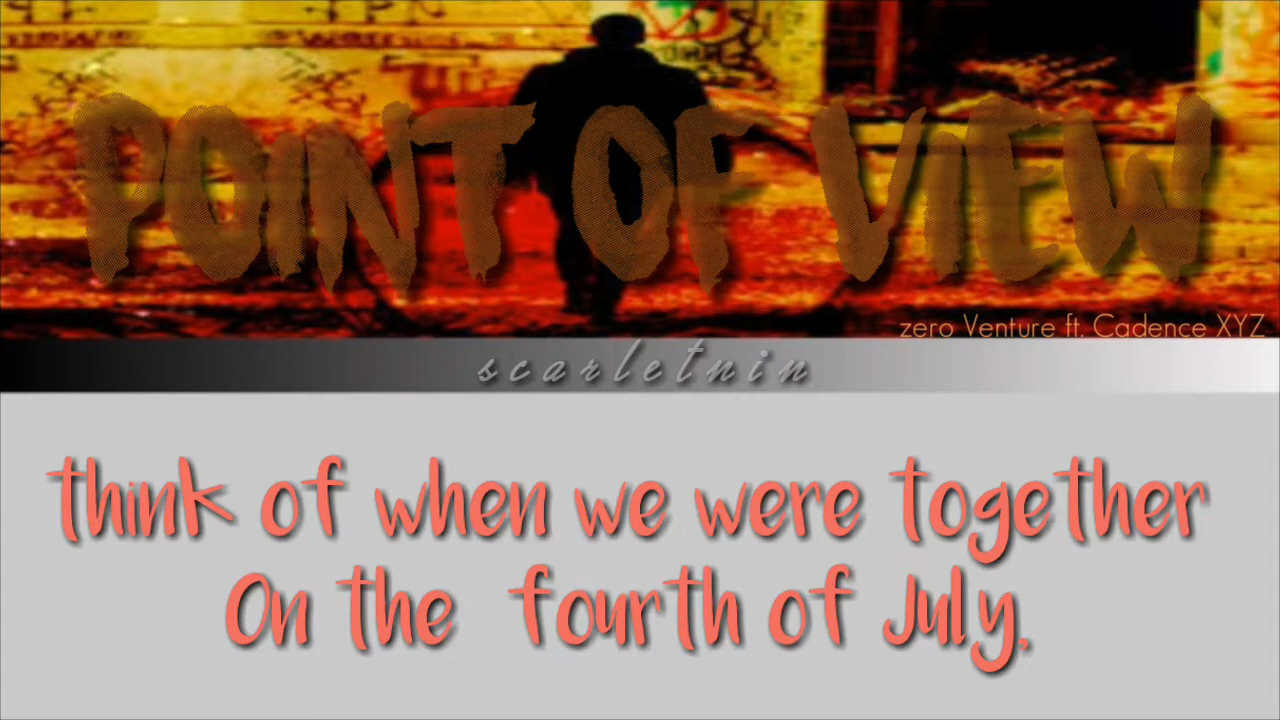 POINT OF VIEW
zero Venture ft. Cadence XYZ
scarletnin
think of when we were together
On the fourth of July,